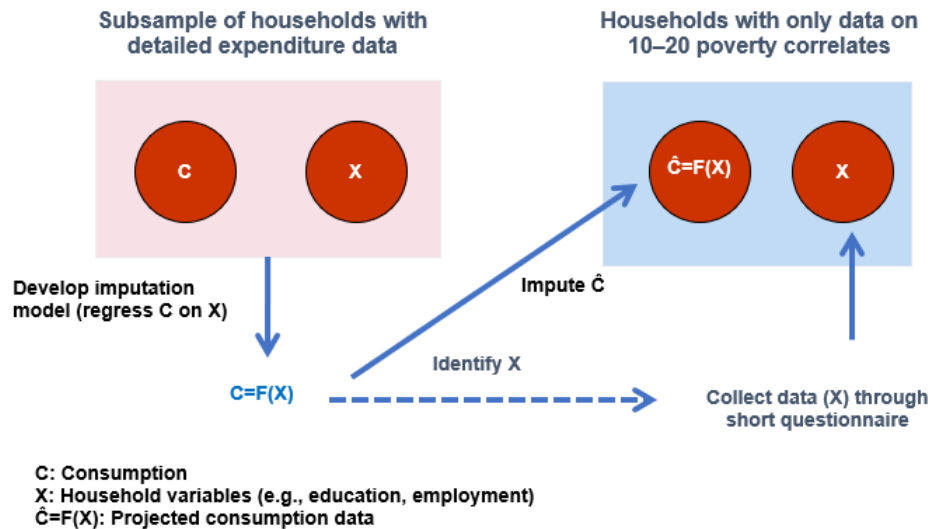 Subsample of households with
detailed expenditure data
Households with only data on
10–20 poverty correlates
C
X
Ĉ=F(X)
X
Develop imputation
model (regress C on X)
Impute Ĉ
Identify X
C=F(X)
Collect data (X) through
short questionnaire
C: Consumption
X: Household variables (e.g., education, employment)
Ĉ=F(X): Projected consumption data